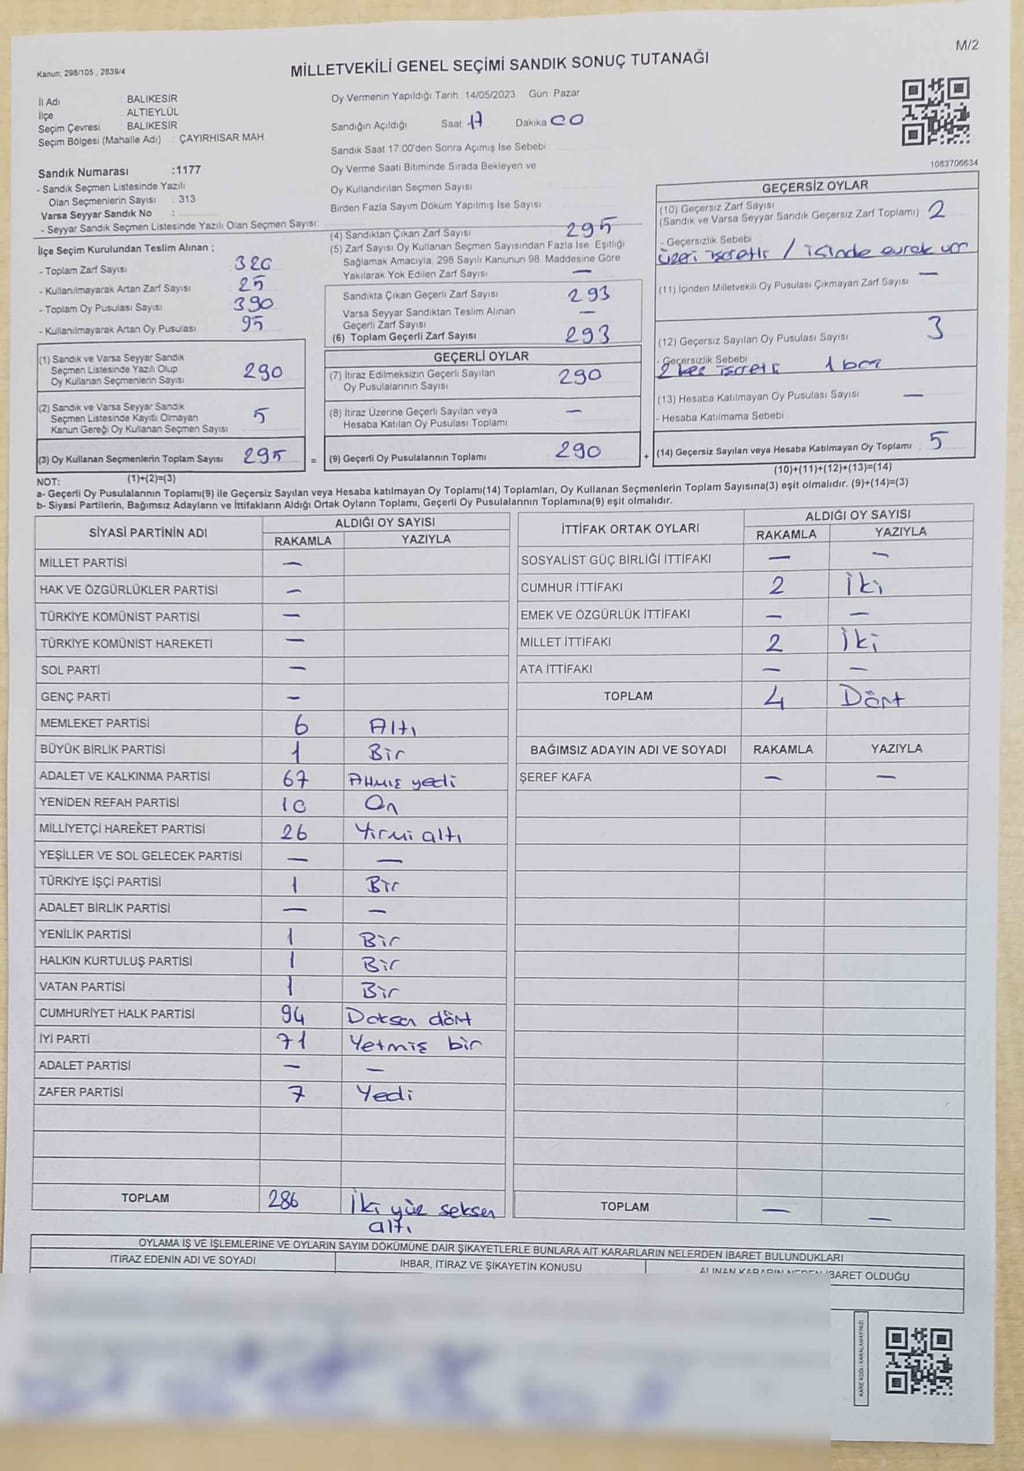 M/2
Kanun: 298/105 , 2839/4
MİLLETVEKİLİ GENEL SEÇİMİ SANDIK SONUÇ TUTANAĞI
İl Adı : BALIKESİR
İlçe : ALTIEYLÜL
Seçim Çevresi : BALIKESİR
Seçim Bölgesi (Mahalle Adı) : ÇAYIRHİSAR MAH
Sandık Numarası :1177
- Sandık Seçmen Listesinde Yazılı
Olan Seçmenlerin Sayısı : 313
Varsa Seyyar Sandık No :
- Seyyar Sandık Seçmen Listesinde Yazılı Olan Seçmen Sayısı:
Oy Vermenin Yapıldığı Tarih :14/05/2023 Gün Pazar
Sandığın Açıldığı Saat 17 Dakika 00
Sandık Saat 17:00'den Sonra Açımış İse Sebebi
Oy Verme Saati Bitiminde Sırada Bekleyen ve
Oy Kullandırılan Seçmen Sayısı
Birden Fazla Sayım Döküm Yapılmış İse Sayısı
1063706634
İlçe Seçim Kurulundan Teslim Alınan ;
- Toplam Zarf Sayısı 320
- Kullanılmayarak Artan Zarf Sayısı 25
- Toplam Oy Pusulası Sayısı 390
- Kullanılmayarak Artan Oy Pusulası 95
(4) Sandıktan Çıkan Zarf Sayısı 295
(5) Zarf Sayısı Oy Kullanan Seçmen Sayısından Fazla İse, Eşitliği
Sağlamak Amacıyla, 298 Sayılı Kanunun 98. Maddesine Göre
Yakılarak Yok Edilen Zarf Sayısı —
Sandıkta Çıkan Geçerli Zarf Sayısı 293
Varsa Seyyar Sandıktan Teslim Alınan
Geçerli Zarf Sayısı —
(6) Toplam Geçerli Zarf Sayısı 293
GEÇERSİZ OYLAR
(10) Geçersiz Zarf Sayısı
(Sandık ve Varsa Seyyar Sandık Geçersiz Zarf Toplamı) 2
- Geçersizlik Sebebi
üzeri işaretli / içinde evrak var
(11) İçinden Milletvekili Oy Pusulası Çıkmayan Zarf Sayısı —
(12) Geçersiz Sayılan Oy Pusulası Sayısı 3
- Geçersizlik Sebebi
2 kez işaretli 1
(13) Hesaba Katılmayan Oy Pusulası Sayısı —
- Hesaba Katılmama Sebebi
(14) Geçersiz Sayılan veya Hesaba Katılmayan Oy Toplamı 5
(10)+(11)+(12)+(13)=(14)
(1) Sandık ve Varsa Seyyar Sandık
Seçmen Listesinde Yazılı Olup
Oy Kullanan Seçmenlerin Sayısı 290
(2) Sandık ve Varsa Seyyar Sandık
Seçmen Listesinde Kayıtlı Olmayan
Kanun Gereği Oy Kullanan Seçmen Sayısı 5
(3) Oy Kullanan Seçmenlerin Toplam Sayısı 295 =
(1)+(2)=(3)
GEÇERLİ OYLAR
(7) İtiraz Edilmeksizin Geçerli Sayılan
Oy Pusulalarının Sayısı 290
(8) İtiraz Üzerine Geçerli Sayılan veya
Hesaba Katılan Oy Pusulası Toplamı —
(9) Geçerli Oy Pusulalarının Toplamı 290 +
NOT:
a- Geçerli Oy Pusulalarının Toplamı(9) ile Geçersiz Sayılan veya Hesaba katılmayan Oy Toplamı(14) Toplamları, Oy Kullanan Seçmenlerin Toplam Sayısına(3) eşit olmalıdır. (9)+(14)=(3)
b- Siyasi Partilerin, Bağımsız Adayların ve İttifakların Aldığı Ortak Oyların Toplamı, Geçerli Oy Pusulalarının Toplamına(9) eşit olmalıdır.
SİYASİ PARTİNİN ADI ALDIĞI OY SAYISI
RAKAMLA YAZIYLA
MİLLET PARTİSİ —
HAK VE ÖZGÜRLÜKLER PARTİSİ —
TÜRKİYE KOMÜNİST PARTİSİ —
TÜRKİYE KOMÜNİST HAREKETİ —
SOL PARTİ —
GENÇ PARTİ —
MEMLEKET PARTİSİ 6 Altı
BÜYÜK BİRLİK PARTİSİ 1 Bir
ADALET VE KALKINMA PARTİSİ 67 Atmış yedi
YENİDEN REFAH PARTİSİ 10 On
MİLLİYETÇİ HAREKET PARTİSİ 26 Yirmi altı
YEŞİLLER VE SOL GELECEK PARTİSİ — —
TÜRKİYE İŞÇİ PARTİSİ 1 Bir
ADALET BİRLİK PARTİSİ — —
YENİLİK PARTİSİ 1 Bir
HALKIN KURTULUŞ PARTİSİ 1 Bir
VATAN PARTİSİ 1 Bir
CUMHURİYET HALK PARTİSİ 94 Doksan dört
İYİ PARTİ 71 Yetmiş bir
ADALET PARTİSİ — —
ZAFER PARTİSİ 7 Yedi
TOPLAM 286 İki yüz seksen
altı
İTTİFAK ORTAK OYLARI ALDIĞI OY SAYISI
RAKAMLA YAZIYLA
SOSYALİST GÜÇ BİRLİĞİ İTTİFAKI — —
CUMHUR İTTİFAKI 2 İki
EMEK VE ÖZGÜRLÜK İTTİFAKI — —
MİLLET İTTİFAKI 2 İki
ATA İTTİFAKI — —
TOPLAM 4 Dört
BAĞIMSIZ ADAYIN ADI VE SOYADI RAKAMLA YAZIYLA
ŞEREF KAFA — —
TOPLAM — —
OYLAMA İŞ VE İŞLEMLERİNE VE OYLARIN SAYIM DÖKÜMÜNE DAİR ŞİKAYETLERLE BUNLARA AİT KARARLARIN NELERDEN İBARET BULUNDUKLARI
İTİRAZ EDENİN ADI VE SOYADI İHBAR, İTİRAZ VE ŞİKAYETİN KONUSU ALINAN KARARIN NEDEN İBARET OLDUĞU
KARE KODU KARALAMAYINIZ!